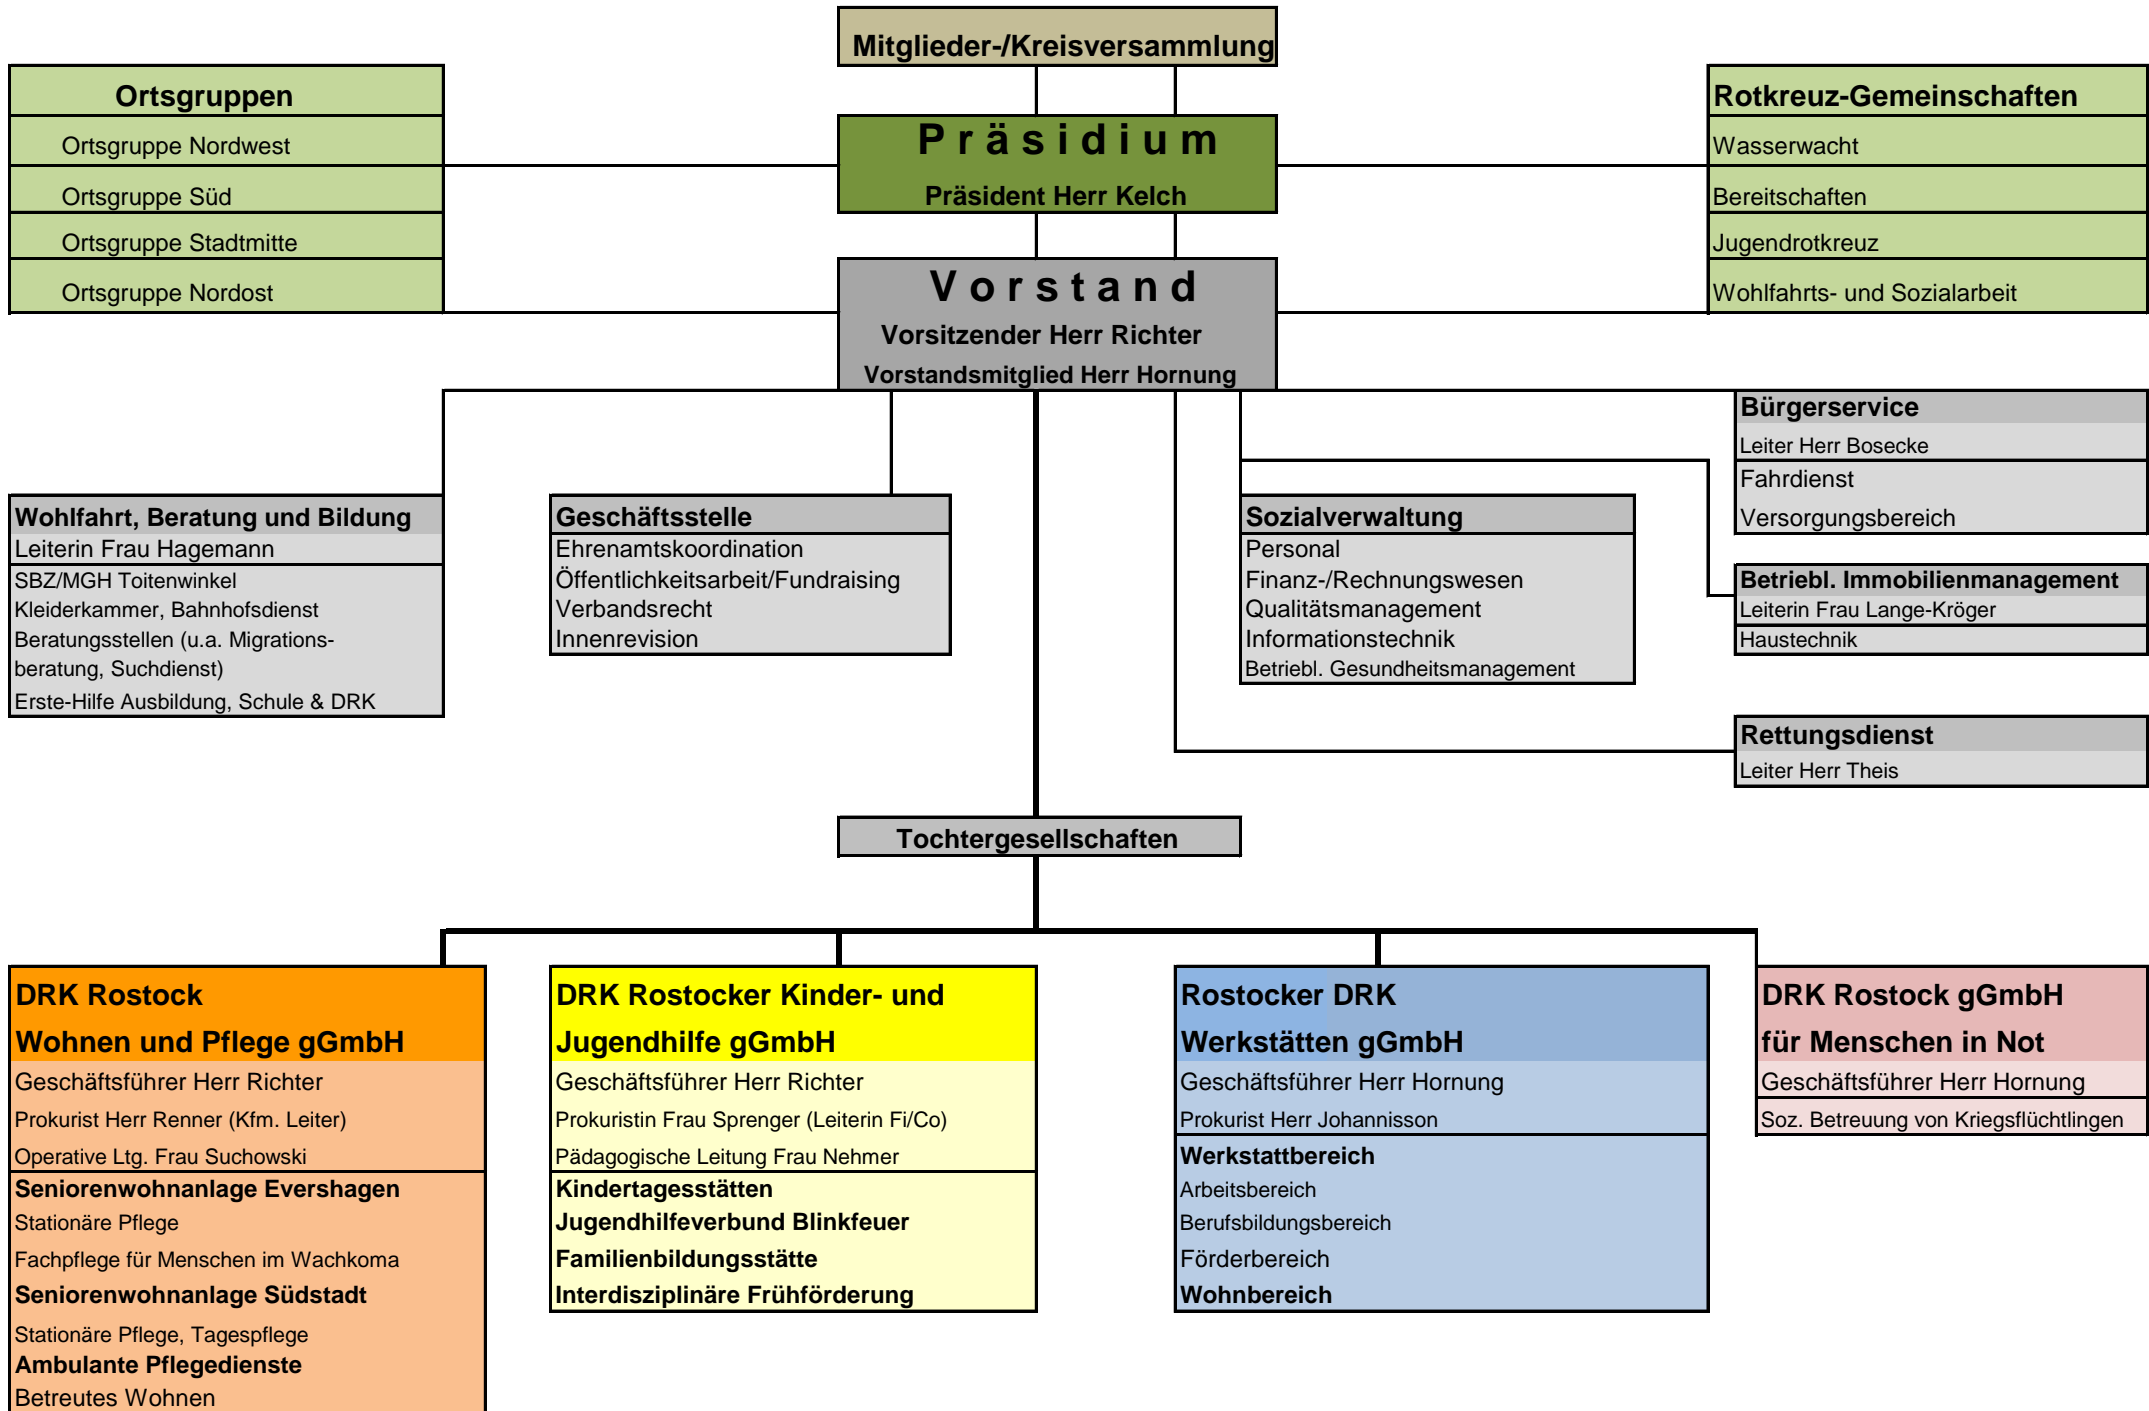 Mitglieder-/Kreisversammlung
Ortsgruppen
Ortsgruppe Nordwest
Ortsgruppe Süd
Ortsgruppe Stadtmitte
Ortsgruppe Nordost
Präsidium
Präsident Herr Kelch
Rotkreuz-Gemeinschaften
Wasserwacht
Bereitschaften
Jugendrotkreuz
Wohlfahrts- und Sozialarbeit
Vorstand
Vorsitzender Herr Richter
Vorstandsmitglied Herr Hornung
Wohlfahrt, Beratung und Bildung
Leiterin Frau Hagemann
SBZ/MGH Toitenwinkel
Kleiderkammer, Bahnhofsdienst
Beratungsstellen (u.a. Migrations-
beratung, Suchdienst)
Erste-Hilfe Ausbildung, Schule & DRK
Geschäftsstelle
Ehrenamtskoordination
Öffentlichkeitsarbeit/Fundraising
Verbandsrecht
Innenrevision
Sozialverwaltung
Personal
Finanz-/Rechnungswesen
Qualitätsmanagement
Informationstechnik
Betriebl. Gesundheitsmanagement
Bürgerservice
Leiter Herr Bosecke
Fahrdienst
Versorgungsbereich
Betriebl. Immobilienmanagement
Leiterin Frau Lange-Kröger
Haustechnik
Rettungsdienst
Leiter Herr Theis
Tochtergesellschaften
DRK Rostock
Wohnen und Pflege gGmbH
Geschäftsführer Herr Richter
Prokurist Herr Renner (Kfm. Leiter)
Operative Ltg. Frau Suchowski
Seniorenwohnanlage Evershagen
Stationäre Pflege
Fachpflege für Menschen im Wachkoma
Seniorenwohnanlage Südstadt
Stationäre Pflege, Tagespflege
Ambulante Pflegedienste
Betreutes Wohnen
DRK Rostocker Kinder- und
Jugendhilfe gGmbH
Geschäftsführer Herr Richter
Prokuristin Frau Sprenger (Leiterin Fi/Co)
Pädagogische Leitung Frau Nehmer
Kindertagesstätten
Jugendhilfeverbund Blinkfeuer
Familienbildungsstätte
Interdisziplinäre Frühförderung
Rostocker DRK
Werkstätten gGmbH
Geschäftsführer Herr Hornung
Prokurist Herr Johannisson
Werkstattbereich
Arbeitsbereich
Berufsbildungsbereich
Förderbereich
Wohnbereich
DRK Rostock gGmbH
für Menschen in Not
Geschäftsführer Herr Hornung
Soz. Betreuung von Kriegsflüchtlingen